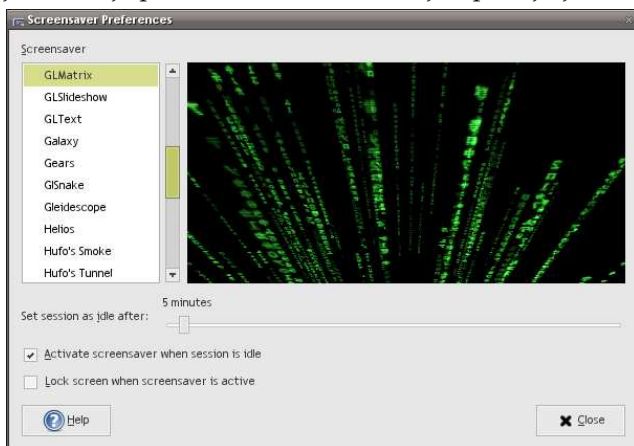 Screensaver Preferences
Screensaver
GLMatrix
GLSlideshow
GLText
Galaxy
Gears
GlSnake
Gleidescope
Helios
Hufo's Smoke
Hufo's Tunnel
5 minutes
Set session as idle after:
Activate screensaver when session is idle
Lock screen when screensaver is active
Help
Close